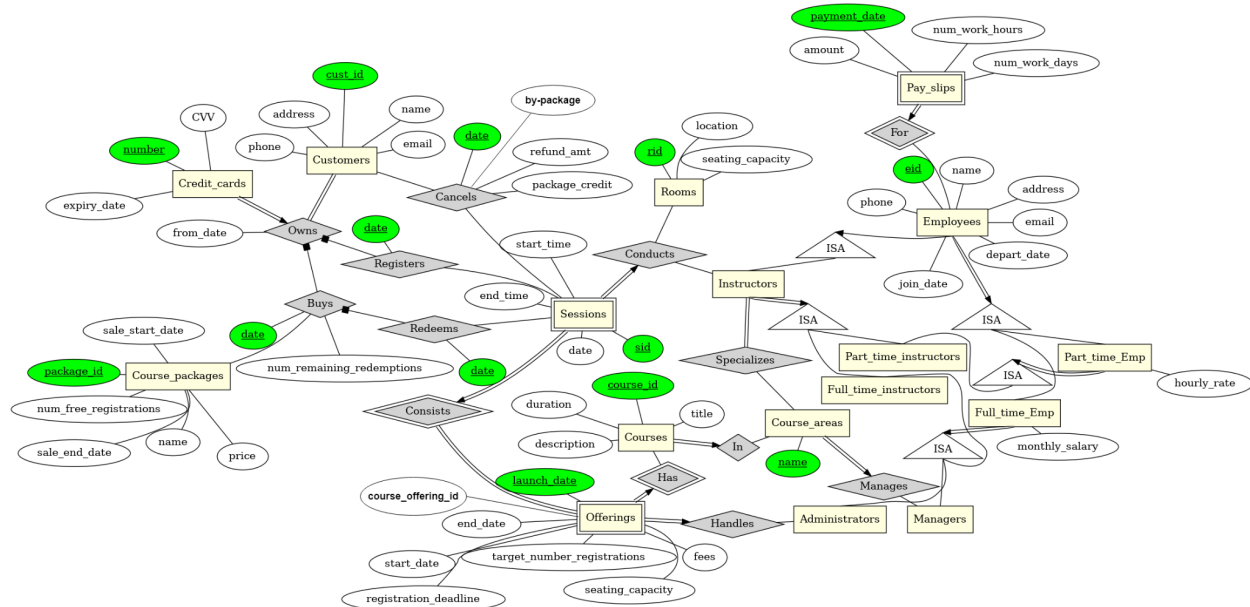 payment_date
num_work_hours
amount
num_work_days
Pay_slips
cust_id
by-package
CVV
address
name
date
location
For
number
phone
email
refund_amt
rid
seating_capacity
Customers
eid
name
Credit_cards
package_credit
Rooms
address
expiry_date
Cancels
phone
Employees
email
from_date
Owns
date
start_time
depart_date
Registers
Conducts
ISA
join_date
Instructors
end_time
sale_start_date
Buys
Sessions
ISA
ISA
date
Redeems
date
sid
Specializes
Part_time_instructors
Part_time_Emp
package_id
Course_packages
num_remaining_redemptions
date
course_id
ISA
hourly_rate
Full_time_instructors
num_free_registrations
Consists
duration
title
Course_areas
Full_time_Emp
name
description
Courses
In
ISA
monthly_salary
sale_end_date
price
name
launch_date
Has
Manages
course_offering_id
end_date
Offerings
Handles
Administrators
Managers
start_date
target_number_registrations
fees
registration_deadline
seating_capacity